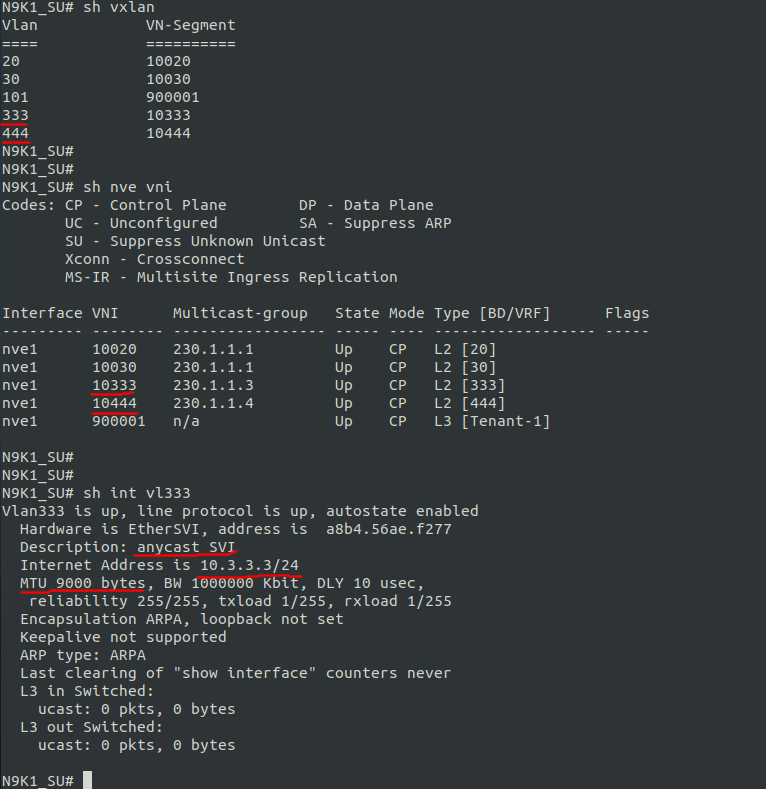 N9K1_SU# sh vxlan
Vlan            VN-Segment
====            ==========
20              10020
30              10030
101             900001
333             10333
444             10444
N9K1_SU#
N9K1_SU#
N9K1_SU# sh nve vni
Codes: CP - Control Plane        DP - Data Plane
       UC - Unconfigured         SA - Suppress ARP
       SU - Suppress Unknown Unicast
       Xconn - Crossconnect
       MS-IR - Multisite Ingress Replication
Interface VNI      Multicast-group   State Mode Type [BD/VRF]      Flags
--------- -------- ----------------- ----- ---- ------------------ -----
nve1      10020    230.1.1.1         Up    CP   L2 [20]
nve1      10030    230.1.1.1         Up    CP   L2 [30]
nve1      10333    230.1.1.3         Up    CP   L2 [333]
nve1      10444    230.1.1.4         Up    CP   L2 [444]
nve1      900001   n/a               Up    CP   L3 [Tenant-1]
N9K1_SU#
N9K1_SU#
N9K1_SU# sh int vl333
Vlan333 is up, line protocol is up, autostate enabled
  Hardware is EtherSVI, address is  a8b4.56ae.f277
  Description: anycast SVI
  Internet Address is 10.3.3.3/24
  MTU 9000 bytes, BW 1000000 Kbit, DLY 10 usec,
   reliability 255/255, txload 1/255, rxload 1/255
  Encapsulation ARPA, loopback not set
  Keepalive not supported
  ARP type: ARPA
  Last clearing of "show interface" counters never
  L3 in Switched:
    ucast: 0 pkts, 0 bytes
  L3 out Switched:
    ucast: 0 pkts, 0 bytes
N9K1_SU#